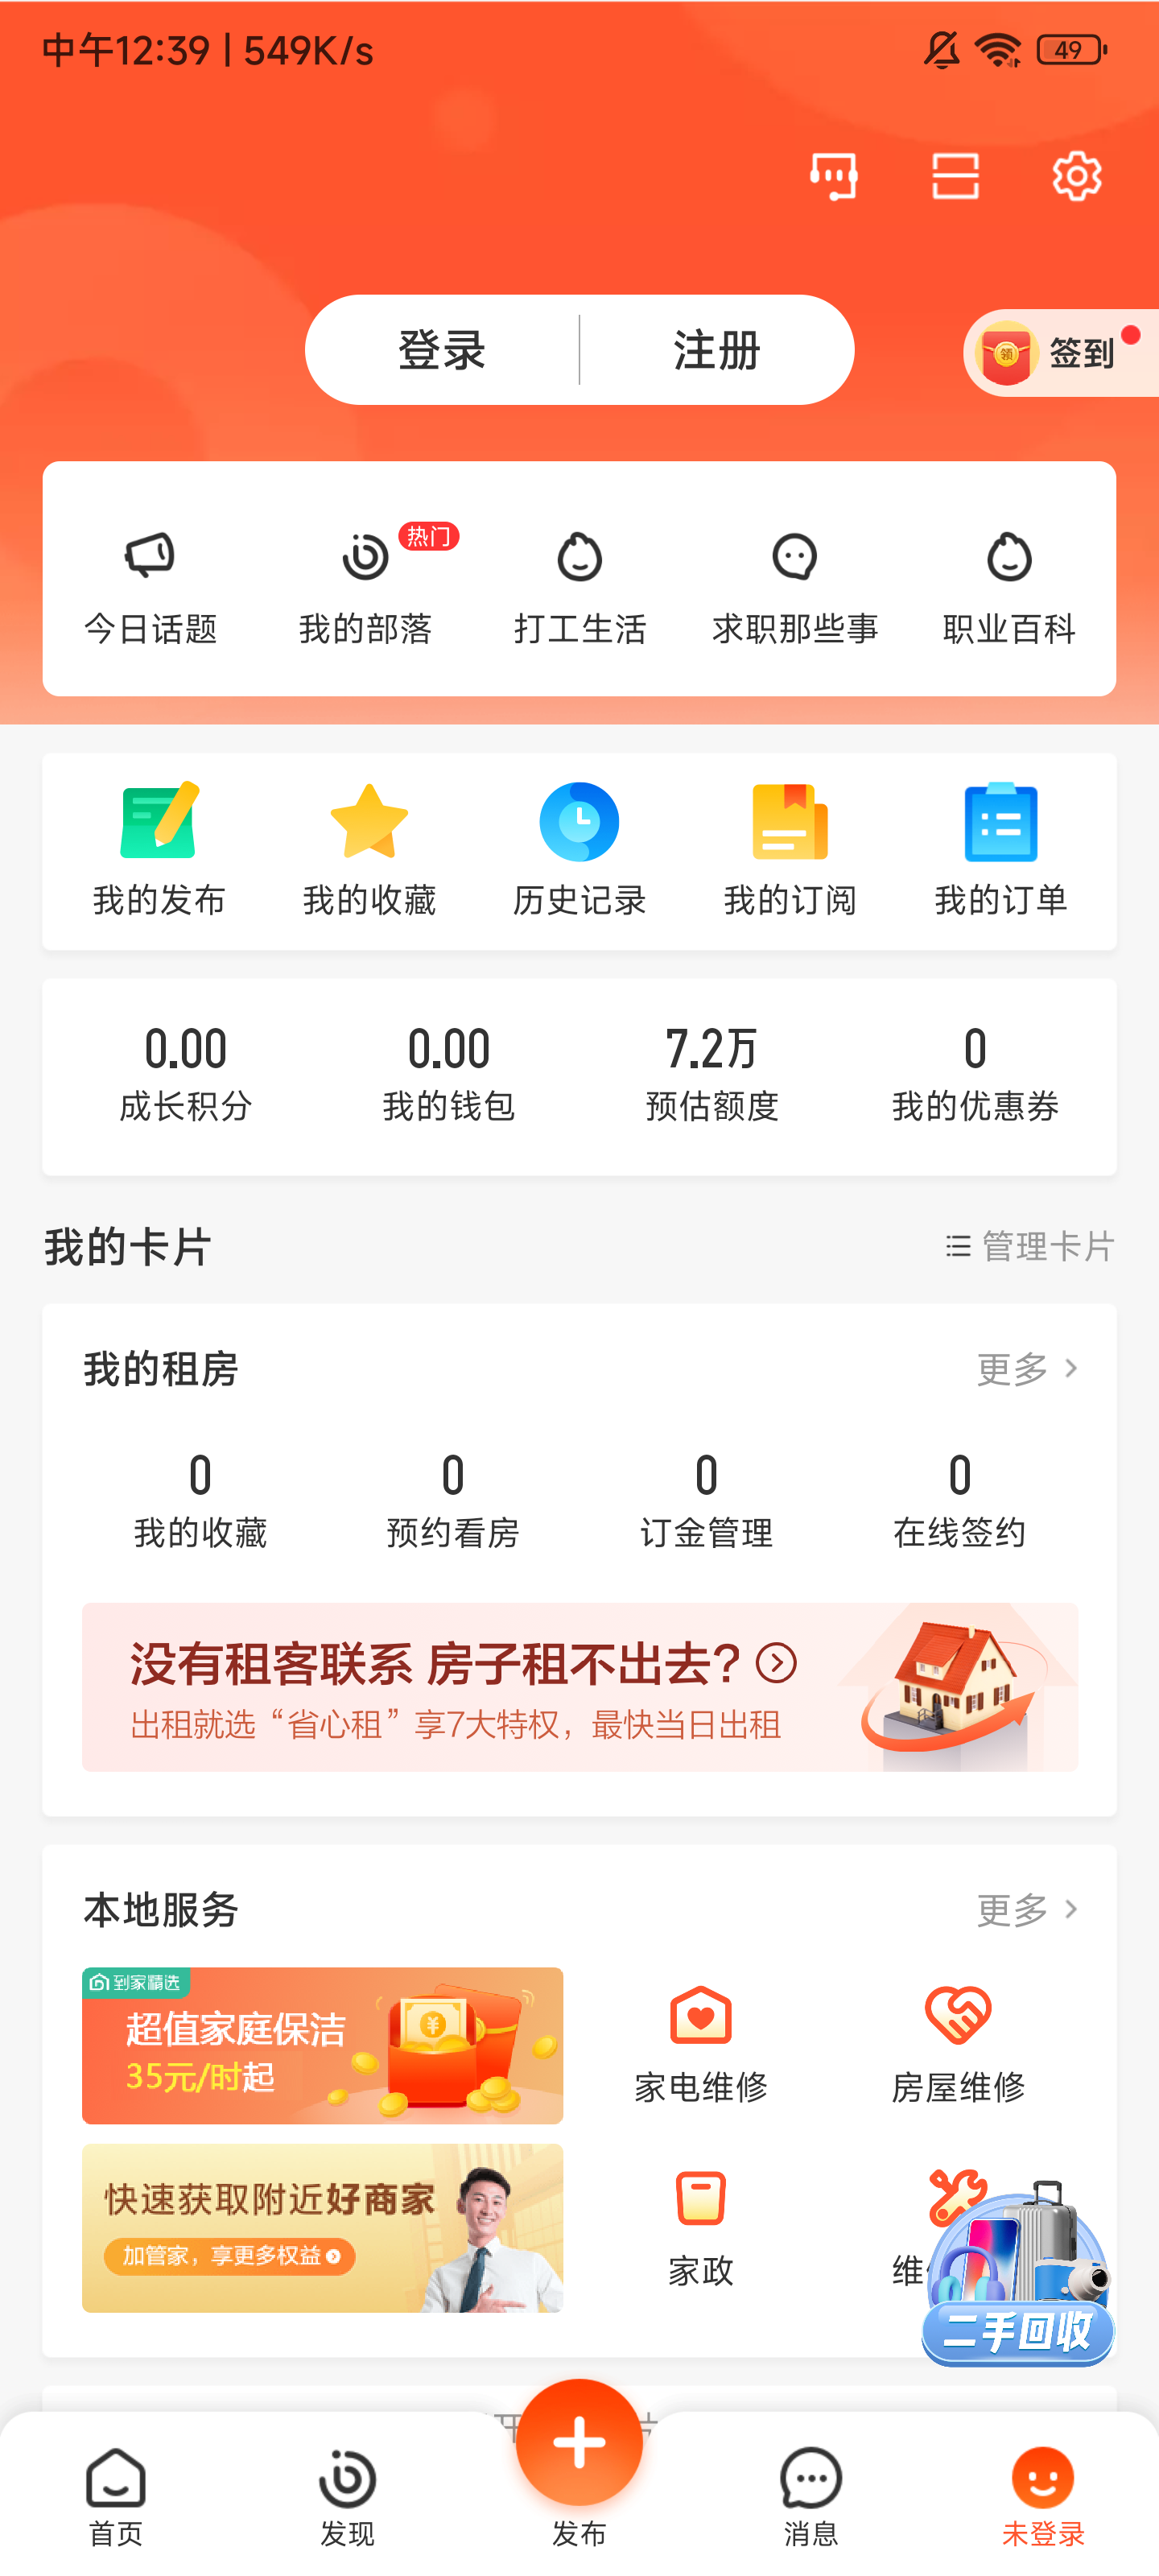 中午12:39 | 549K/s
49
登录
注册
领
签到
热门
今日话题
我的部落
打工生活
求职那些事
职业百科
我的发布
我的收藏
历史记录
我的订阅
我的订单
0.00
0.00
7.2万
0
成长积分
我的钱包
预估额度
我的优惠券
我的卡片
管理卡片
我的租房
更多
0
0
0
0
我的收藏
预约看房
订金管理
在线签约
没有租客联系 房子租不出去?
出租就选“省心租”享7大特权，最快当日出租
本地服务
更多
到家精选
超值家庭保洁
35元/时起
家电维修
房屋维修
快速获取附近好商家
加管家，享更多权益
家政
维
二手回收
首页
发现
发布
消息
未登录